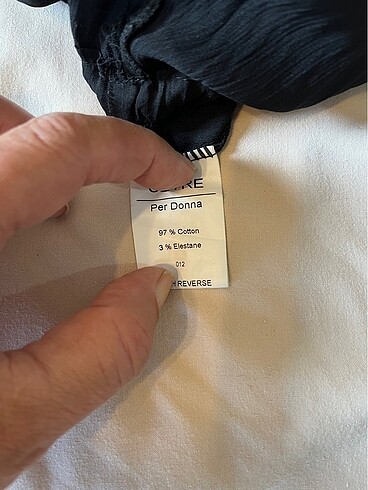 Per Donna
97 % Cotton
3 % Elestane
012
REVERSE